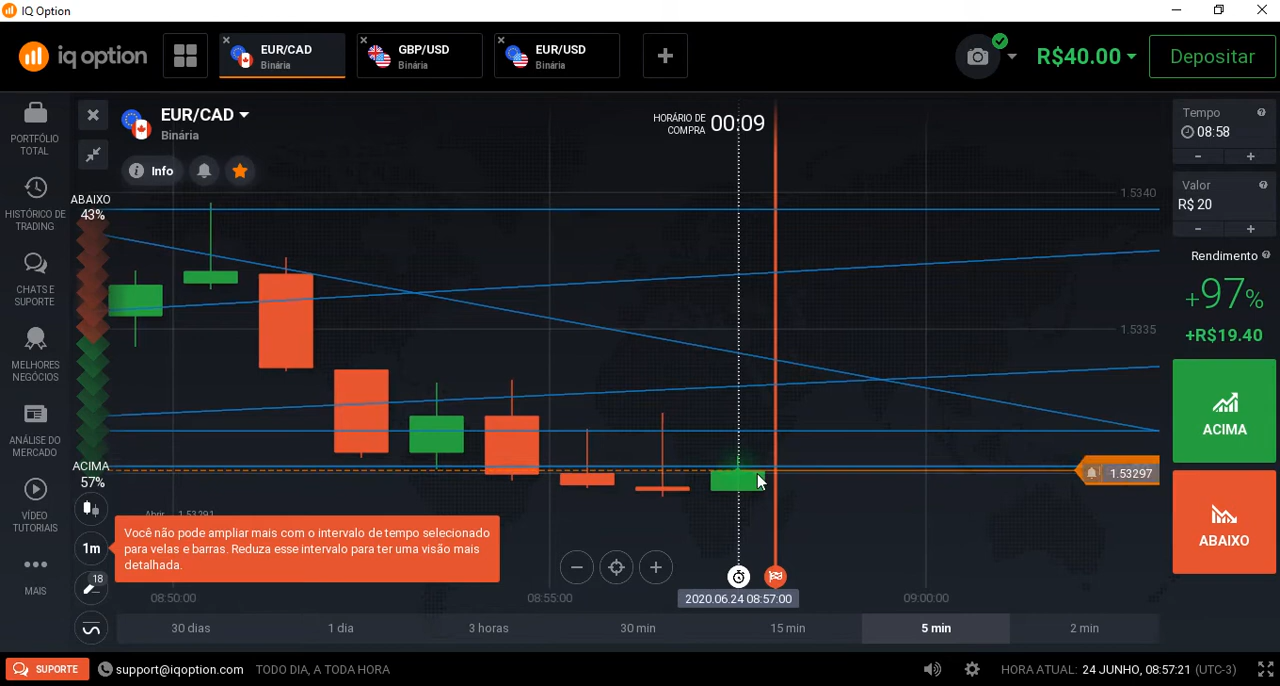 IQ Option
iq option
EUR/CAD
Binária
GBP/USD
Binária
EUR/USD
Binária
R$40.00
Depositar
PORTFÓLIO
TOTAL
HISTÓRICO DE
TRADING
CHATS E
SUPORTE
MELHORES
NEGÓCIOS
ANÁLISE DO
MERCADO
VÍDEO
TUTORIAIS
MAIS
EUR/CAD
Binária
Info
HORÁRIO DE
COMPRA
00:09
ABAIXO
43%
ACIMA
57%
1m
18
Abrir 1.53291
Você não pode ampliar mais com o intervalo de tempo selecionado
para velas e barras. Reduza esse intervalo para ter uma visão mais
detalhada.
1.5340
1.5335
1.53297
08:50:00
08:55:00
2020.06.24 08:57:00
09:00:00
30 dias
1 dia
3 horas
30 min
15 min
5 min
2 min
Tempo
08:58
- +
Valor
R$ 20
- +
Rendimento
+97%
+R$19.40
ACIMA
ABAIXO
SUPORTE
support@iqoption.com
TODO DIA, A TODA HORA
HORA ATUAL: 24 JUNHO, 08:57:21 (UTC-3)